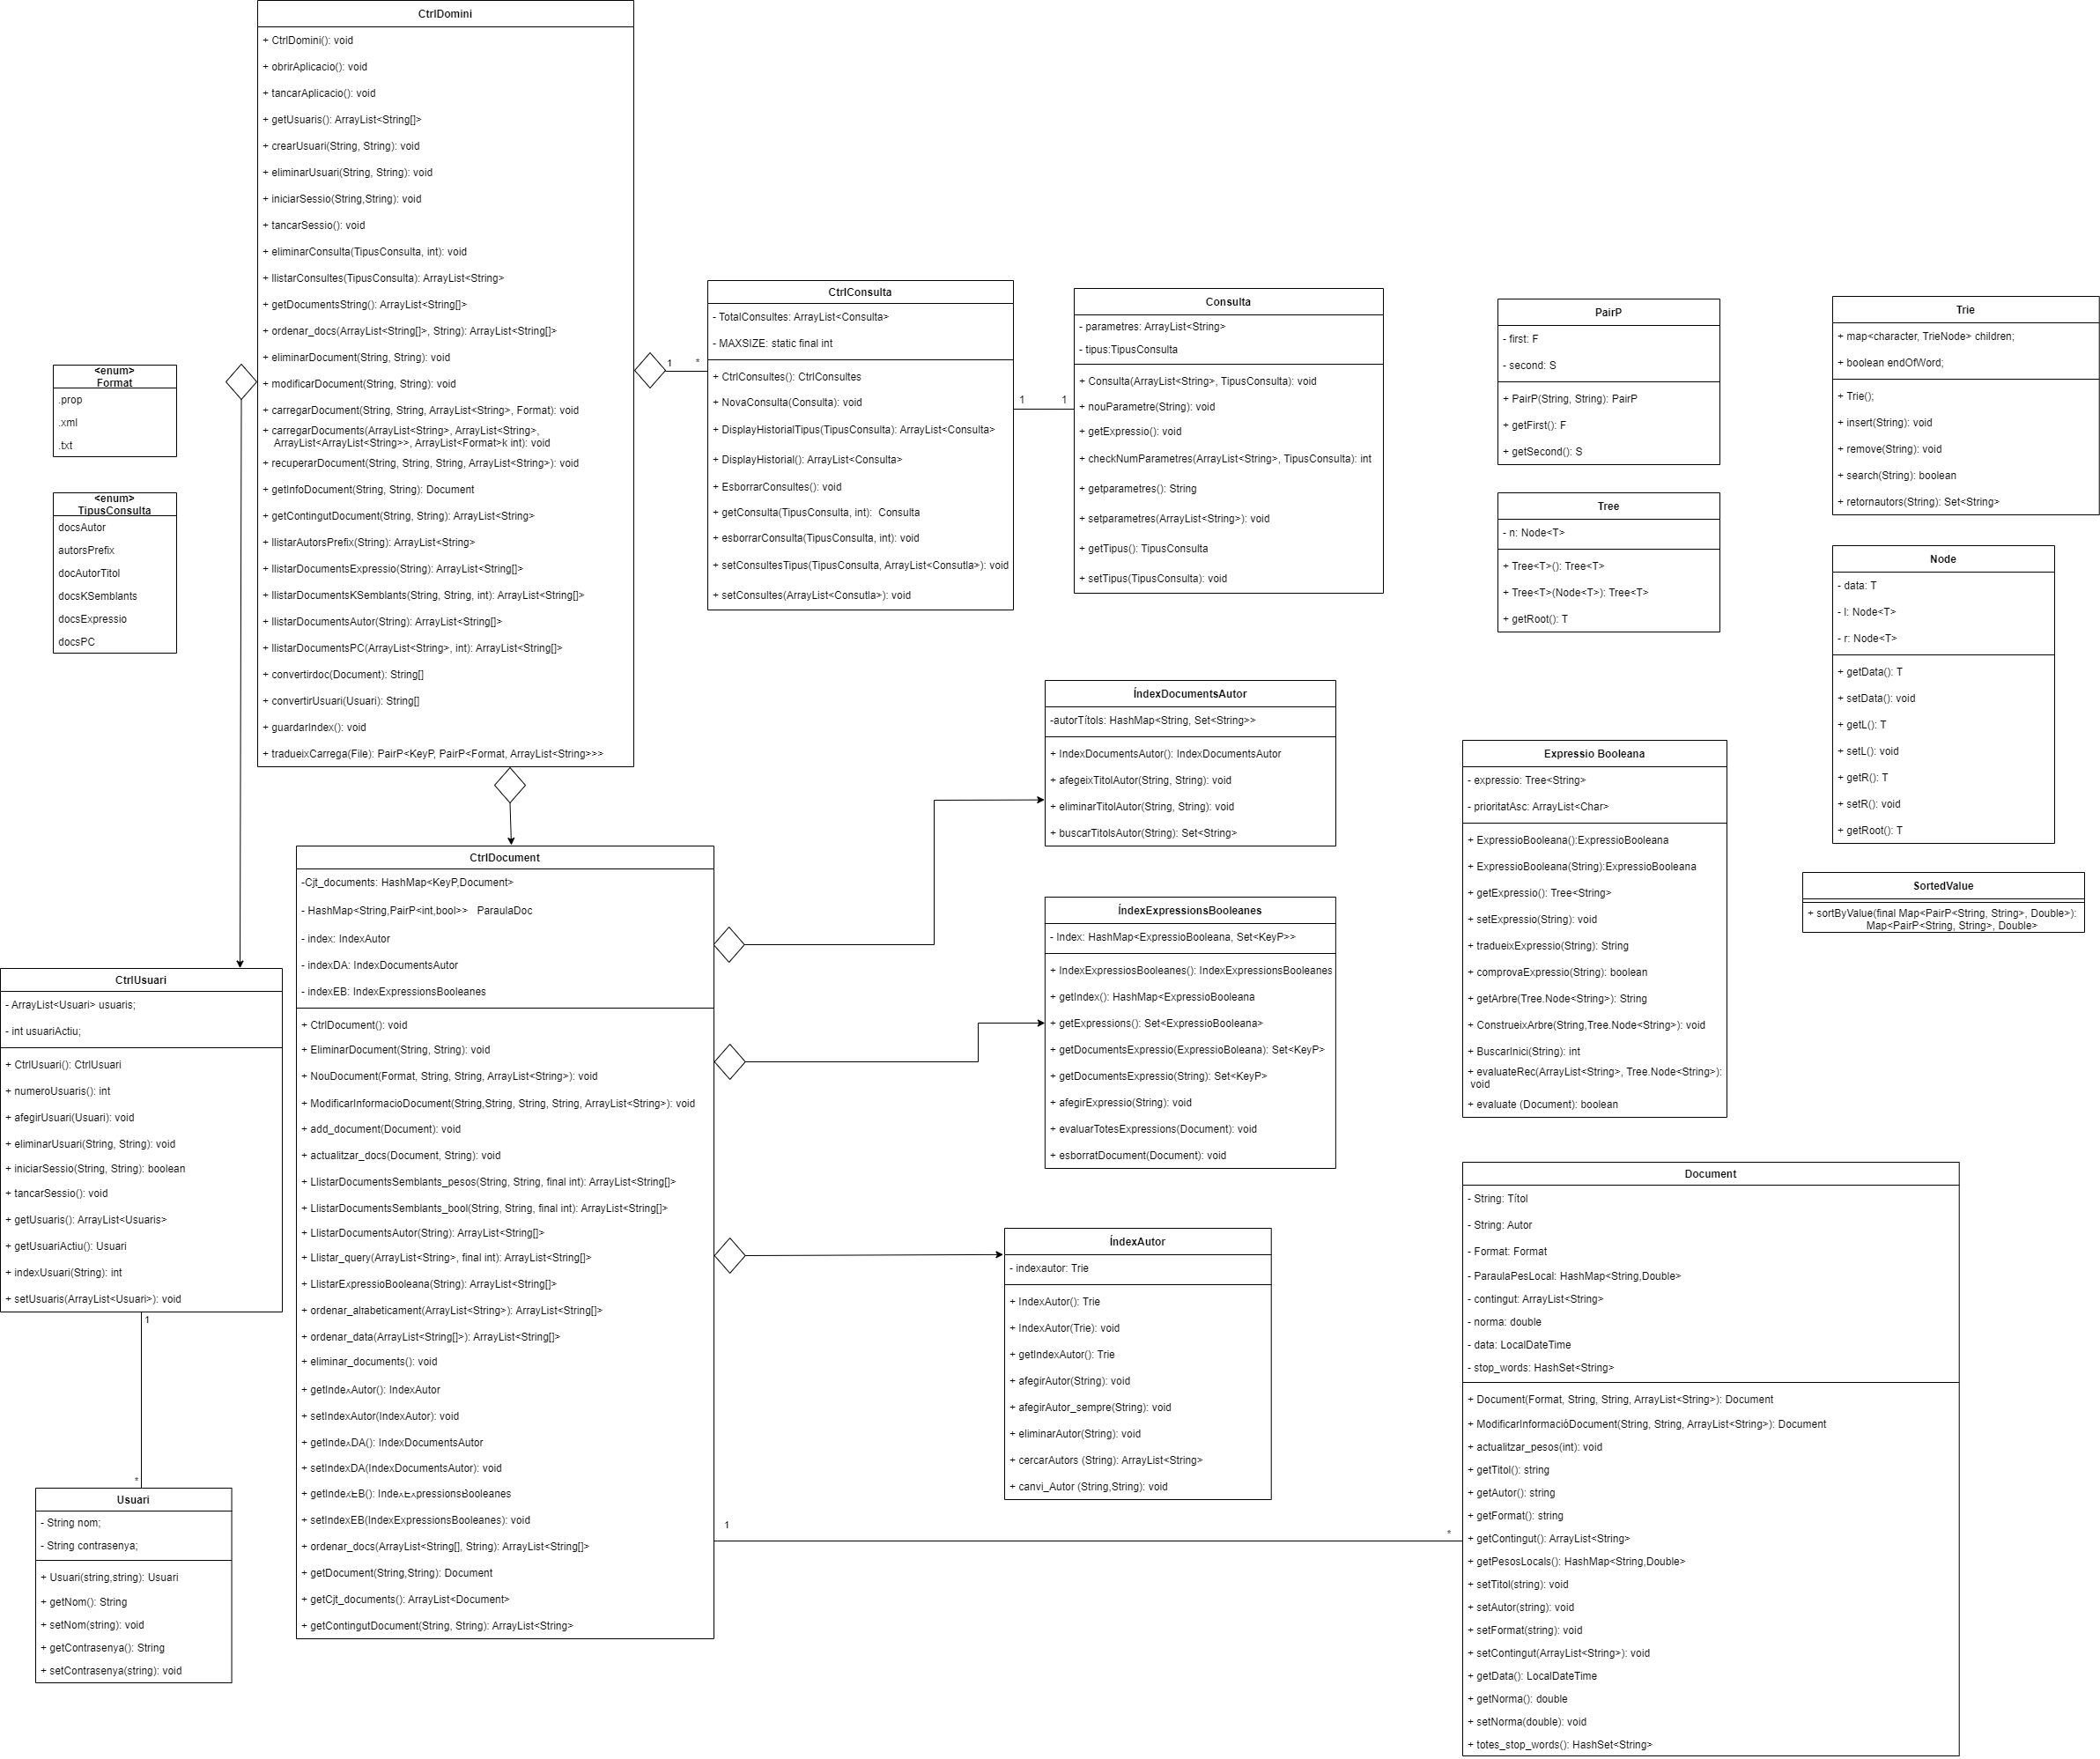 CtrlDomini
+ CtrlDomini(): void
+ obrirAplicacio(): void
+ tancarAplicacio(): void
+ getUsuaris(): ArrayList<String[]>
+ crearUsuari(String, String): void
+ eliminarUsuari(String, String): void
+ iniciarSessio(String,String): void
+ tancarSessio(): void
+ eliminarConsulta(TipusConsulta, int): void
+ llistarConsultes(TipusConsulta): ArrayList<String>
+ getDocumentsString(): ArrayList<String[]>
+ ordenar_docs(ArrayList<String[]>, String): ArrayList<String[]>
+ eliminarDocument(String, String): void
+ modificarDocument(String, String): void
+ carregarDocument(String, String, ArrayList<String>, Format): void
+ carregarDocuments(ArrayList<String>, ArrayList<String>,
ArrayList<ArrayList<String>>, ArrayList<Format>k int): void
+ recuperarDocument(String, String, String, ArrayList<String>): void
+ getInfoDocument(String, String): Document
+ getContingutDocument(String, String): ArrayList<String>
+ llistarAutorsPrefix(String): ArrayList<String>
+ llistarDocumentsExpressio(String): ArrayList<String[]>
+ llistarDocumentsKSemblants(String, String, int): ArrayList<String[]>
+ llistarDocumentsAutor(String): ArrayList<String[]>
+ llistarDocumentsPC(ArrayList<String>, int): ArrayList<String[]>
+ convertirdoc(Document): String[]
+ convertirUsuari(Usuari): String[]
+ guardarIndex(): void
+ tradueixCarrega(File): PairP<KeyP, PairP<Format, ArrayList<String>>>
<enum>
Format
.prop
.xml
.txt
<enum>
TipusConsulta
docsAutor
autorsPrefix
docAutorTitol
docsKSemblants
docsExpressio
docsPC
1
*
CtrlConsulta
- TotalConsultes: ArrayList<Consulta>
- MAXSIZE: static final int
+ CtrlConsultes(): CtrlConsultes
+ NovaConsulta(Consulta): void
+ DisplayHistorialTipus(TipusConsulta): ArrayList<Consulta>
+ DisplayHistorial(): ArrayList<Consulta>
+ EsborrarConsultes(): void
+ getConsulta(TipusConsulta, int): Consulta
+ esborrarConsulta(TipusConsulta, int): void
+ setConsultesTipus(TipusConsulta, ArrayList<Consutla>): void
+ setConsultes(ArrayList<Consutla>): void
1
1
Consulta
- parametres: ArrayList<String>
- tipus:TipusConsulta
+ Consulta(ArrayList<String>, TipusConsulta): void
+ nouParametre(String): void
+ getExpressio(): void
+ checkNumParametres(ArrayList<String>, TipusConsulta): int
+ getparametres(): String
+ setparametres(ArrayList<String>): void
+ getTipus(): TipusConsulta
+ setTipus(TipusConsulta): void
PairP
- first: F
- second: S
+ PairP(String, String): PairP
+ getFirst(): F
+ getSecond(): S
Tree
- n: Node<T>
+ Tree<T>(): Tree<T>
+ Tree<T>(Node<T>): Tree<T>
+ getRoot(): T
Trie
+ map<character, TrieNode> children;
+ boolean endOfWord;
+ Trie();
+ insert(String): void
+ remove(String): void
+ search(String): boolean
+ retornautors(String): Set<String>
Node
- data: T
- l: Node<T>
- r: Node<T>
+ getData(): T
+ setData(): void
+ getL(): T
+ setL(): void
+ getR(): T
+ setR(): void
+ getRoot(): T
SortedValue
+ sortByValue(final Map<PairP<String, String>, Double>):
Map<PairP<String, String>, Double>
ÍndexDocumentsAutor
-autorTítols: HashMap<String, Set<String>>
+ IndexDocumentsAutor(): IndexDocumentsAutor
+ afegeixTitolAutor(String, String): void
+ eliminarTitolAutor(String, String): void
+ buscarTitolsAutor(String): Set<String>
ÍndexExpressionsBooleanes
- Index: HashMap<ExpressioBooleana, Set<KeyP>>
+ IndexExpressiosBooleanes(): IndexExpressionsBooleanes
+ getIndex(): HashMap<ExpressioBooleana
+ getExpressions(): Set<ExpressioBooleana>
+ getDocumentsExpressio(ExpressioBoleana): Set<KeyP>
+ getDocumentsExpressio(String): Set<KeyP>
+ afegirExpressio(String): void
+ evaluarTotesExpressions(Document): void
+ esborratDocument(Document): void
ÍndexAutor
- indexautor: Trie
+ IndexAutor(): Trie
+ IndexAutor(Trie): void
+ getIndexAutor(): Trie
+ afegirAutor(String): void
+ afegirAutor_sempre(String): void
+ eliminarAutor(String): void
+ cercarAutors (String): ArrayList<String>
+ canvi_Autor (String,String): void
Expressio Booleana
- expressio: Tree<String>
- prioritatAsc: ArrayList<Char>
+ ExpressioBooleana():ExpressioBooleana
+ ExpressioBooleana(String):ExpressioBooleana
+ getExpressio(): Tree<String>
+ setExpressio(String): void
+ tradueixExpressio(String): String
+ comprovaExpressio(String): boolean
+ getArbre(Tree.Node<String>): String
+ ConstrueixArbre(String,Tree.Node<String>): void
+ BuscarInici(String): int
+ evaluateRec(ArrayList<String>, Tree.Node<String>):
void
+ evaluate (Document): boolean
CtrlDocument
-Cjt_documents: HashMap<KeyP,Document>
- HashMap<String,PairP<int,bool>> ParaulaDoc
- index: IndexAutor
- indexDA: IndexDocumentsAutor
- indexEB: IndexExpressionsBooleanes
+ CtrlDocument(): void
+ EliminarDocument(String, String): void
+ NouDocument(Format, String, String, ArrayList<String>): void
+ ModificarInformacioDocument(String,String, String, String, ArrayList<String>): void
+ add_document(Document): void
+ actualitzar_docs(Document, String): void
+ LlistarDocumentsSemblants_pesos(String, String, final int): ArrayList<String[]>
+ LlistarDocumentsSemblants_bool(String, String, final int): ArrayList<String[]>
+ LlistarDocumentsAutor(String): ArrayList<String[]>
+ Llistar_query(ArrayList<String>, final int): ArrayList<String[]>
+ LlistarExpressioBooleana(String): ArrayList<String[]>
+ ordenar_alfabeticament(ArrayList<String>): ArrayList<String[]>
+ ordenar_data(ArrayList<String[]>): ArrayList<String[]>
+ eliminar_documents(): void
+ getIndexAutor(): IndexAutor
+ setIndexAutor(IndexAutor): void
+ getIndexDA(): IndexDocumentsAutor
+ setIndexDA(IndexDocumentsAutor): void
+ getIndexEB(): IndexExpressionsBooleanes
+ setIndexEB(IndexExpressionsBooleanes): void
+ ordenar_docs(ArrayList<String[], String): ArrayList<String[]>
+ getDocument(String,String): Document
+ getCjt_documents(): ArrayList<Document>
+ getContingutDocument(String, String): ArrayList<String>
CtrlUsuari
- ArrayList<Usuari> usuaris;
- int usuariActiu;
+ CtrlUsuari(): CtrlUsuari
+ numeroUsuaris(): int
+ afegirUsuari(Usuari): void
+ eliminarUsuari(String, String): void
+ iniciarSessio(String, String): boolean
+ tancarSessio(): void
+ getUsuaris(): ArrayList<Usuaris>
+ getUsuariActiu(): Usuari
+ indexUsuari(String): int
+ setUsuaris(ArrayList<Usuari>): void
1
*
Usuari
- String nom;
- String contrasenya;
+ Usuari(string,string): Usuari
+ getNom(): String
+ setNom(string): void
+ getContrasenya(): String
+ setContrasenya(string): void
1
*
Document
- String: Títol
- String: Autor
- Format: Format
- ParaulaPesLocal: HashMap<String,Double>
- contingut: ArrayList<String>
- norma: double
- data: LocalDateTime
- stop_words: HashSet<String>
+ Document(Format, String, String, ArrayList<String>): Document
+ ModificarInformacióDocument(String, String, ArrayList<String>): Document
+ actualitzar_pesos(int): void
+ getTitol(): string
+ getAutor(): string
+ getFormat(): string
+ getContingut(): ArrayList<String>
+ getPesosLocals(): HashMap<String,Double>
+ setTitol(string): void
+ setAutor(string): void
+ setFormat(string): void
+ setContingut(ArrayList<String>): void
+ getData(): LocalDateTime
+ getNorma(): double
+ setNorma(double): void
+ totes_stop_words(): HashSet<String>